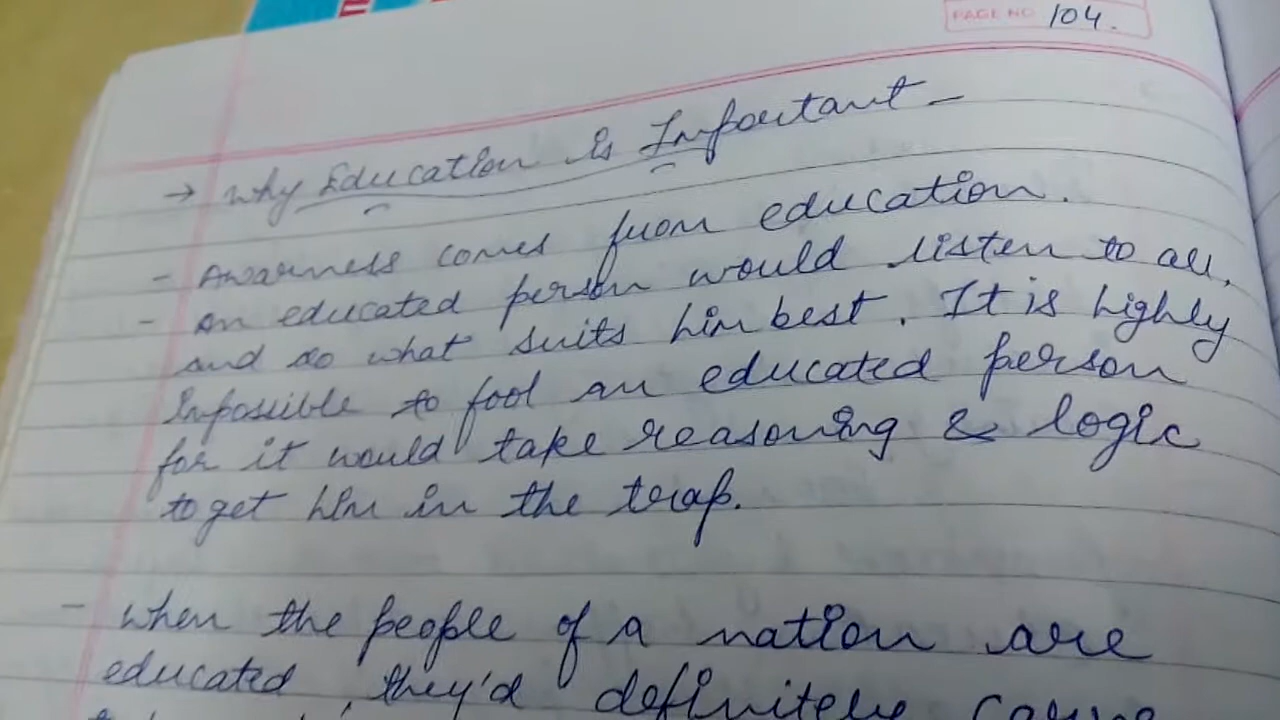 PAGE NO 104.
→ Why Education is Important -
- Awarness comes from education.
- An educated person would listen to all,
and do what suits him best. It is highly
Impossible to fool an educated person
for it would take reasoning & logic
to get him in the trap.
- when the people of a nation are
educated, they'd definitely